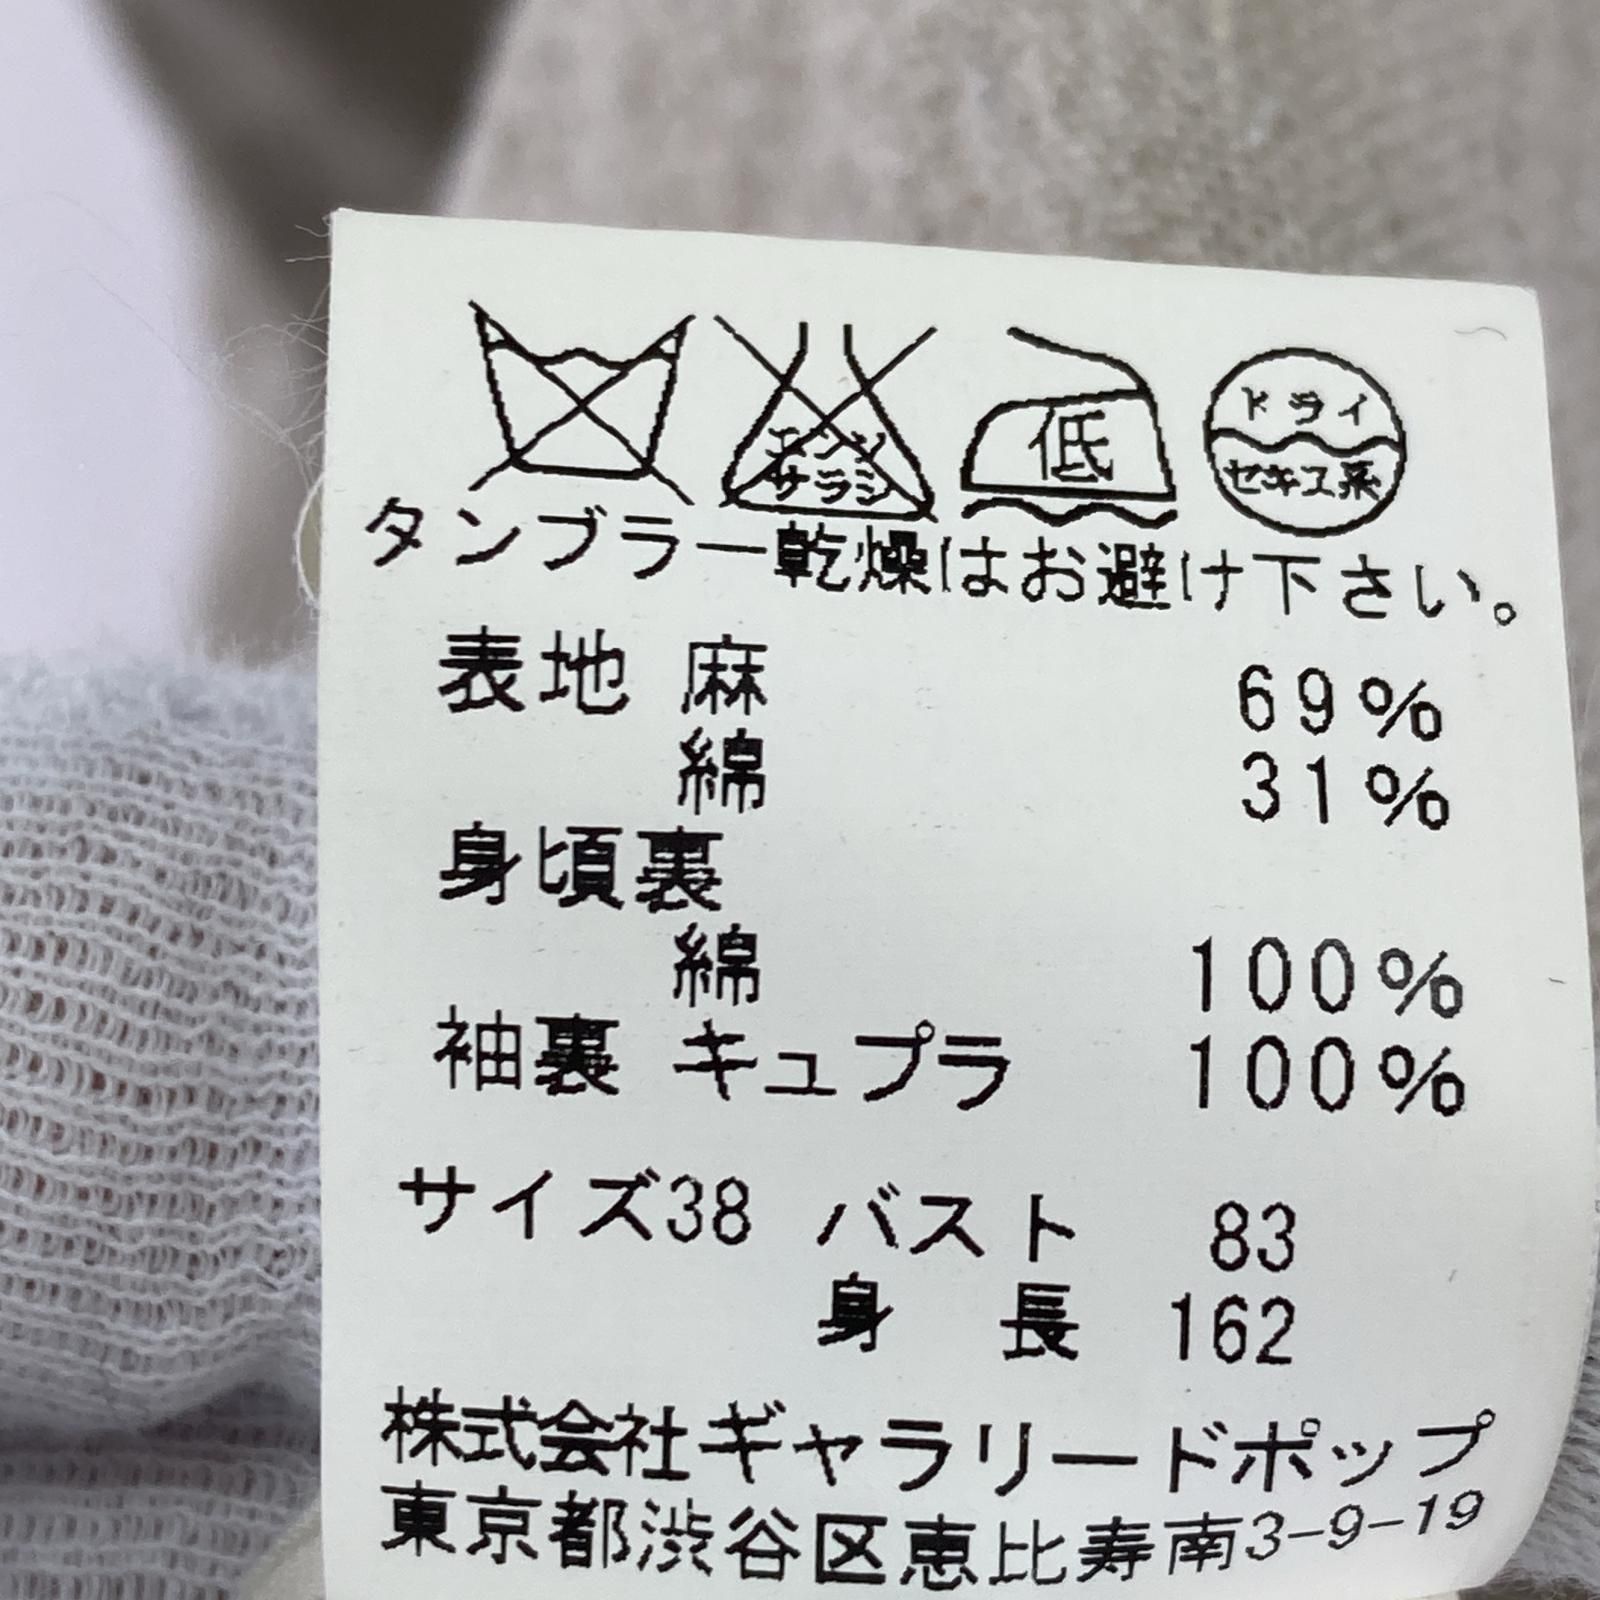 エンソ
サラシ
低
ドライ
セキユ系
タンブラー乾燥はお避け下さい。
表地 麻 69%
綿 31%
身頃裏
綿 100%
袖裏 キュプラ 100%
サイズ38 バスト 83
身長 162
株式会社ギャラリードポップ
東京都渋谷区恵比寿南3-9-19